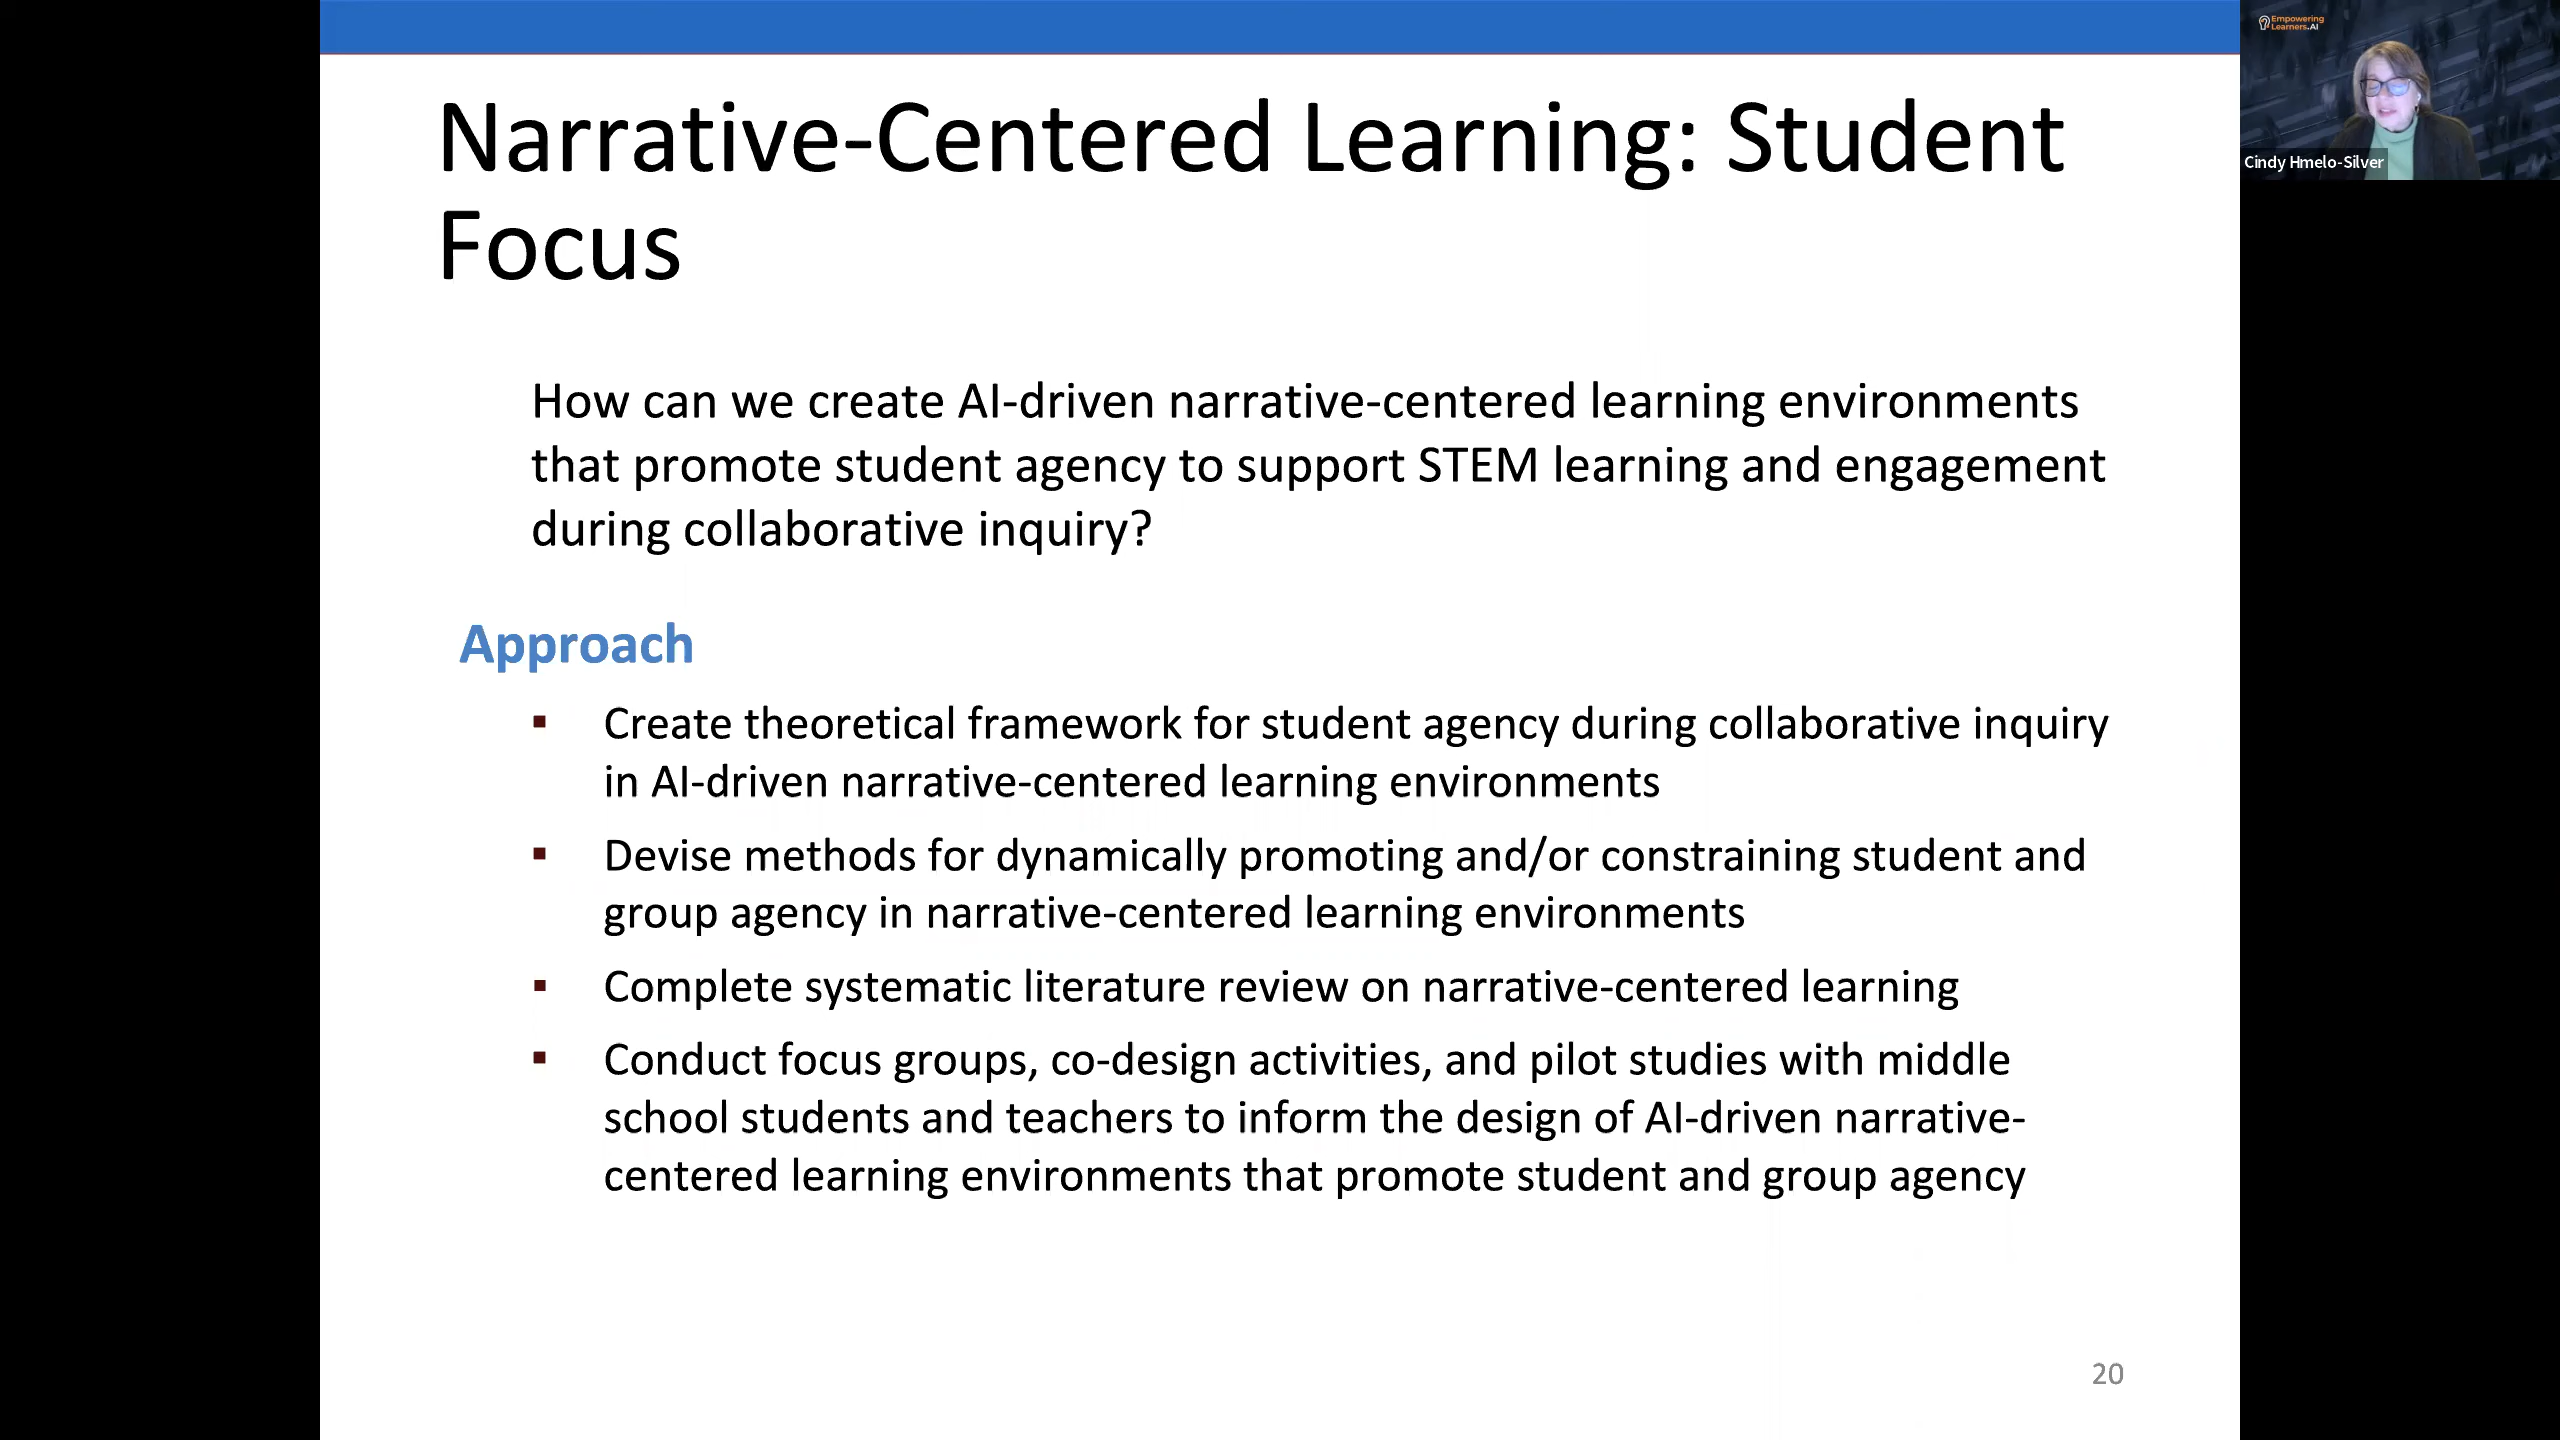 Narrative-Centered Learning: Student
Focus
How can we create AI-driven narrative-centered learning environments
that promote student agency to support STEM learning and engagement
during collaborative inquiry?
Approach
▪ Create theoretical framework for student agency during collaborative inquiry
in AI-driven narrative-centered learning environments
▪ Devise methods for dynamically promoting and/or constraining student and
group agency in narrative-centered learning environments
▪ Complete systematic literature review on narrative-centered learning
▪ Conduct focus groups, co-design activities, and pilot studies with middle
school students and teachers to inform the design of AI-driven narrative-
centered learning environments that promote student and group agency
20
Empowering
Learners.AI
Cindy Hmelo-Silver